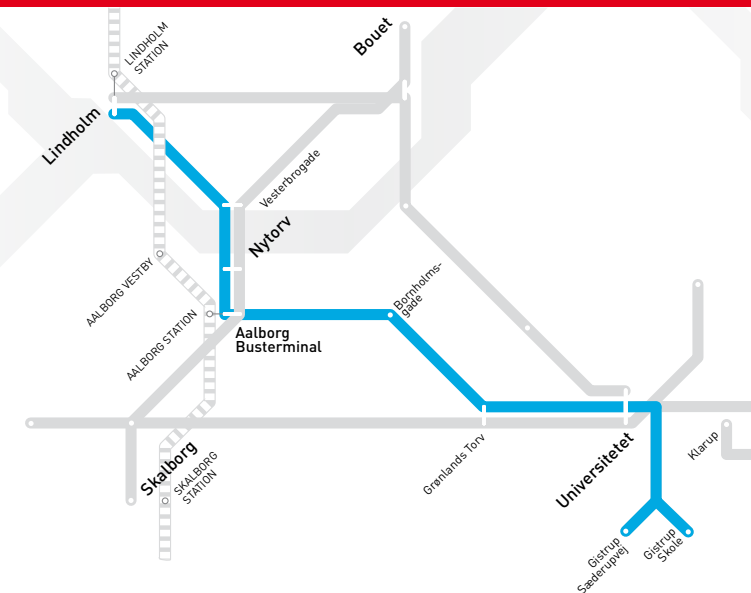 LINDHOLM
STATION
Bouet
Lindholm
Vesterbrogade
Nytorv
AALBORG VESTBY
AALBORG STATION
Aalborg
Busterminal
Bornholms-
gade
Skalborg
SKALBORG
STATION
Grønlands Torv
Universitetet
Klarup
Gistrup
Sæderupvej
Gistrup
Skole